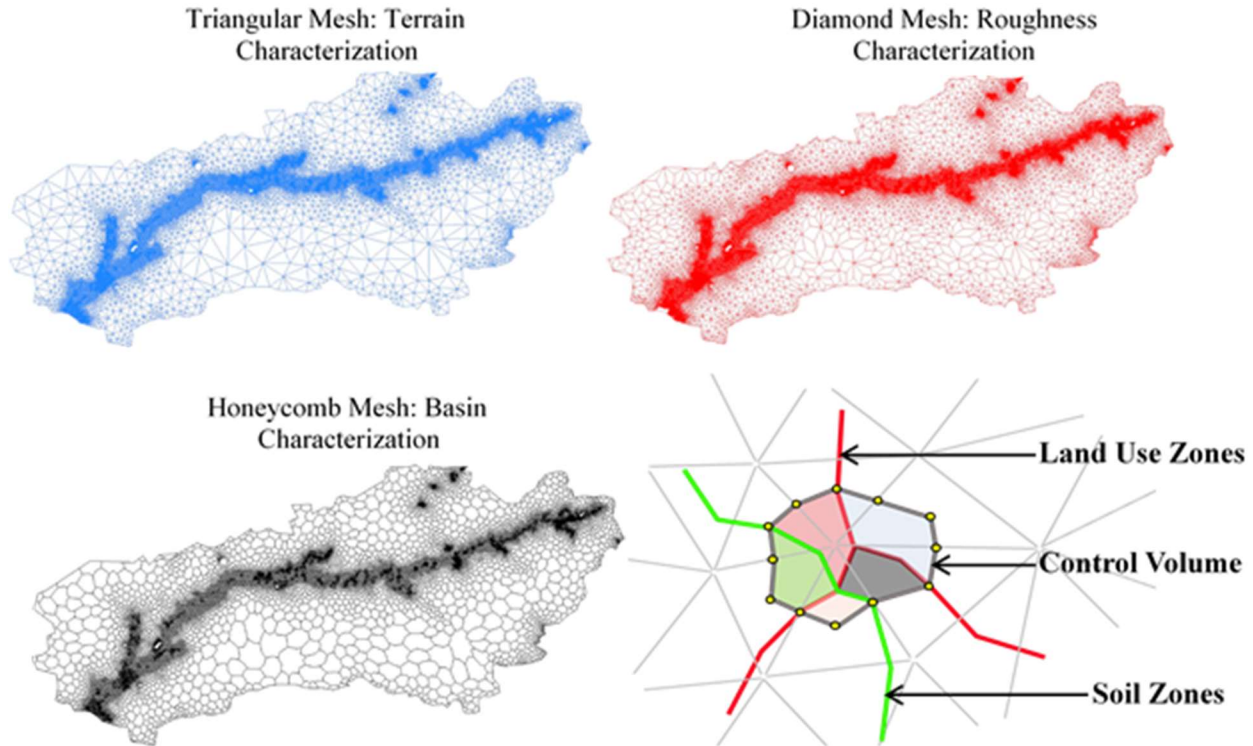 Triangular Mesh: Terrain
Characterization
Diamond Mesh: Roughness
Characterization
Honeycomb Mesh: Basin
Characterization
Land Use Zones
Control Volume
Soil Zones